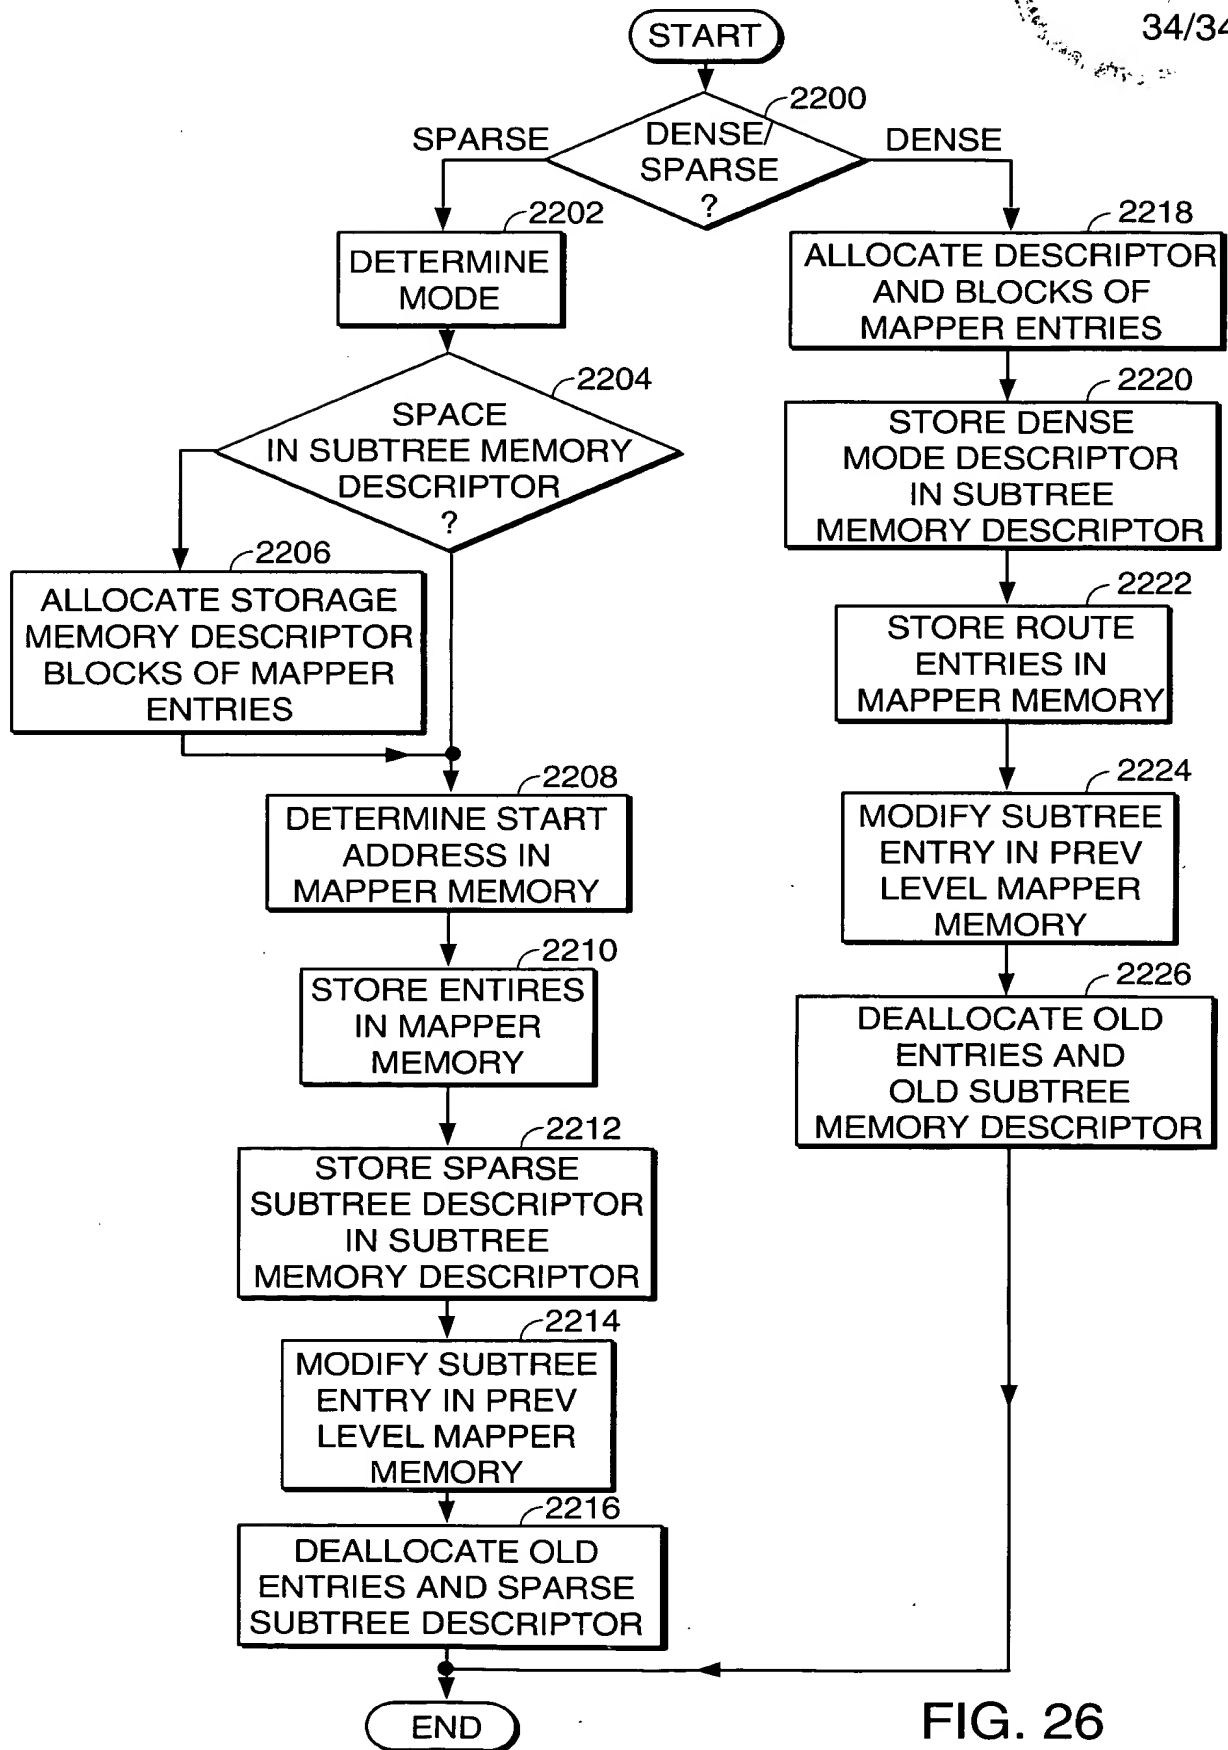 34/34
START
2200
DENSE/
SPARSE
?
SPARSE
DENSE
2202
DETERMINE
MODE
2204
SPACE
IN SUBTREE MEMORY
DESCRIPTOR
?
2206
ALLOCATE STORAGE
MEMORY DESCRIPTOR
BLOCKS OF MAPPER
ENTRIES
2208
DETERMINE START
ADDRESS IN
MAPPER MEMORY
2210
STORE ENTIRES
IN MAPPER
MEMORY
2212
STORE SPARSE
SUBTREE DESCRIPTOR
IN SUBTREE
MEMORY DESCRIPTOR
2214
MODIFY SUBTREE
ENTRY IN PREV
LEVEL MAPPER
MEMORY
2216
DEALLOCATE OLD
ENTRIES AND SPARSE
SUBTREE DESCRIPTOR
END
2218
ALLOCATE DESCRIPTOR
AND BLOCKS OF
MAPPER ENTRIES
2220
STORE DENSE
MODE DESCRIPTOR
IN SUBTREE
MEMORY DESCRIPTOR
2222
STORE ROUTE
ENTRIES IN
MAPPER MEMORY
2224
MODIFY SUBTREE
ENTRY IN PREV
LEVEL MAPPER
MEMORY
2226
DEALLOCATE OLD
ENTRIES AND
OLD SUBTREE
MEMORY DESCRIPTOR
FIG. 26